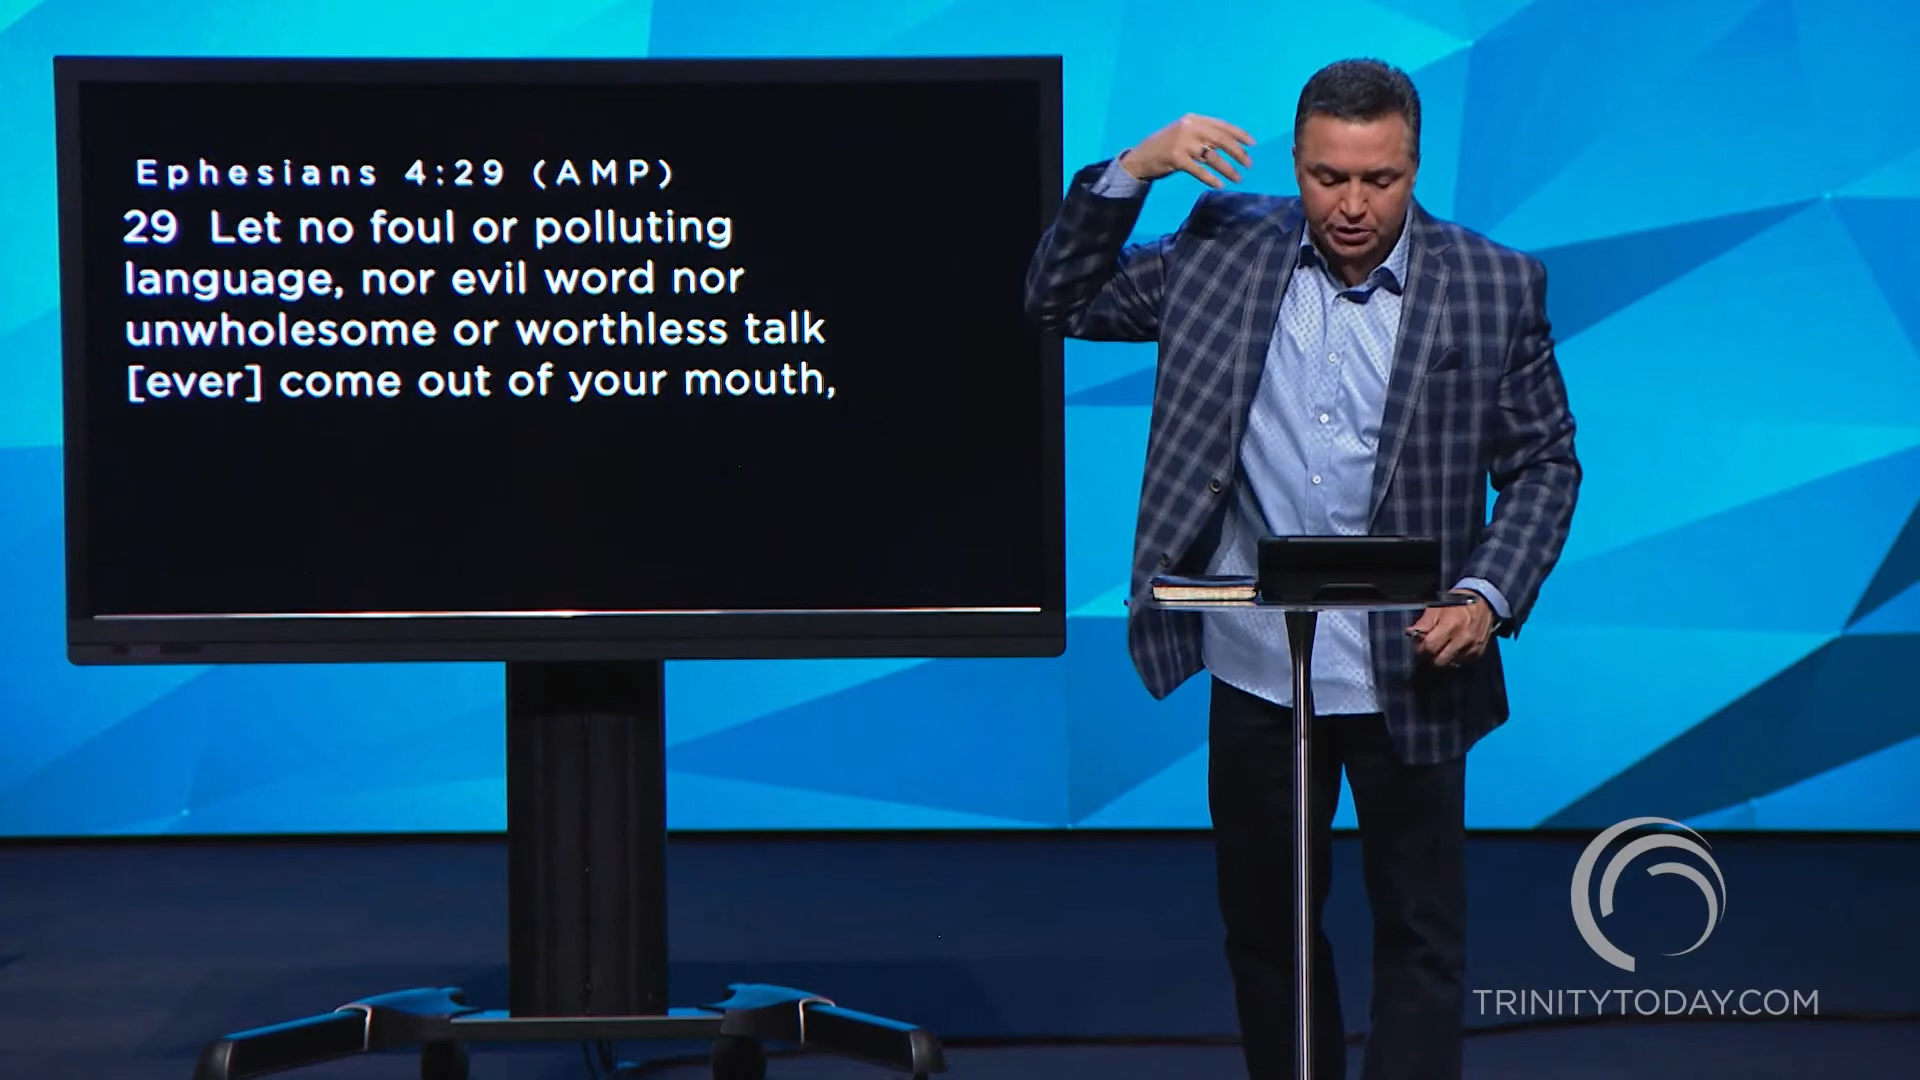 Ephesians 4:29 (AMP)
29 Let no foul or polluting
language, nor evil word nor
unwholesome or worthless talk
[ever] come out of your mouth,
TRINITYTODAY.COM